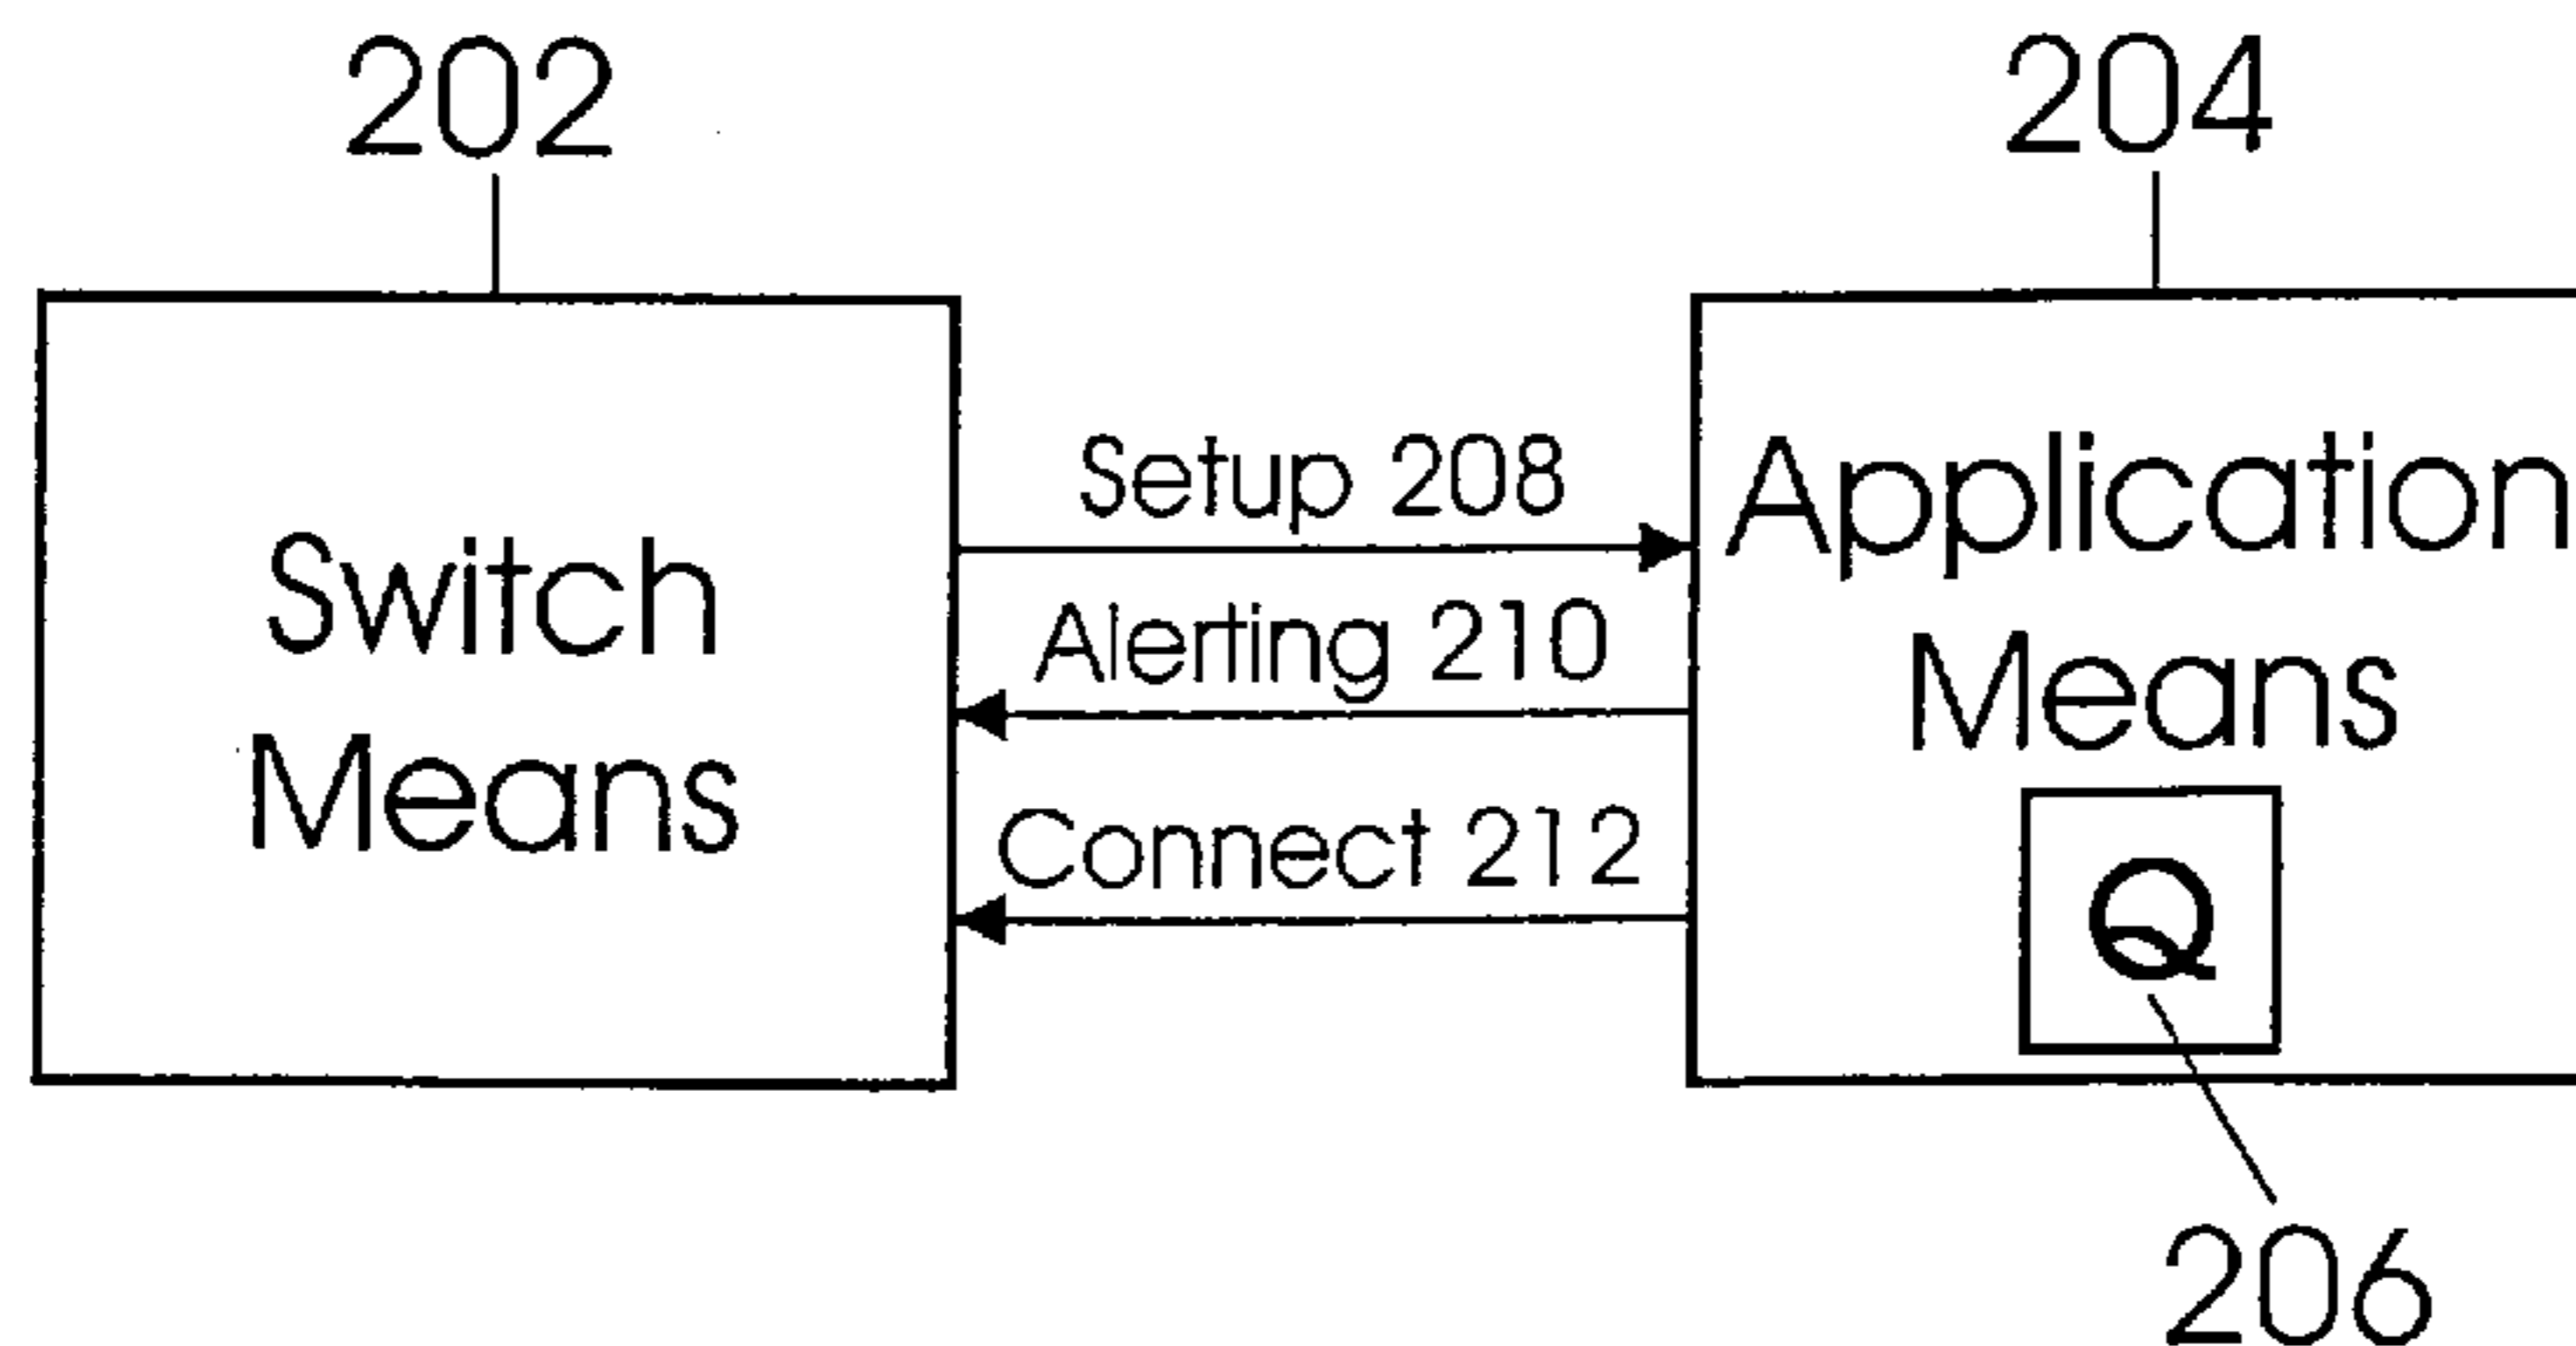 202
204
Setup 208
Application
Switch
Alerting 210
Means
Means
Connect 212
Q
206